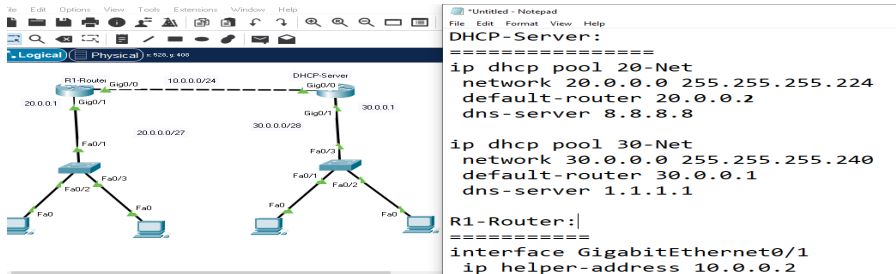 File Edit Options View Tools Extensions Window Help
Logical Physical x: 528, y: 408
R1-Router
Gig0/0
10.0.0.0/24
DHCP-Server
Gig0/0
20.0.0.1
Gig0/1
Gig0/1
30.0.0.1
20.0.0.0/27
30.0.0.0/28
Fa0/1
Fa0/3
Fa0/2
Fa0/3
Fa0/1
Fa0/2
Fa0
Fa0
Fa0
Fa0
*Untitled - Notepad
File Edit Format View Help
DHCP-Server:
================
ip dhcp pool 20-Net
network 20.0.0.0 255.255.255.224
default-router 20.0.0.2
dns-server 8.8.8.8
ip dhcp pool 30-Net
network 30.0.0.0 255.255.255.240
default-router 30.0.0.1
dns-server 1.1.1.1
R1-Router:
===========
interface GigabitEthernet0/1
ip helper-address 10.0.0.2